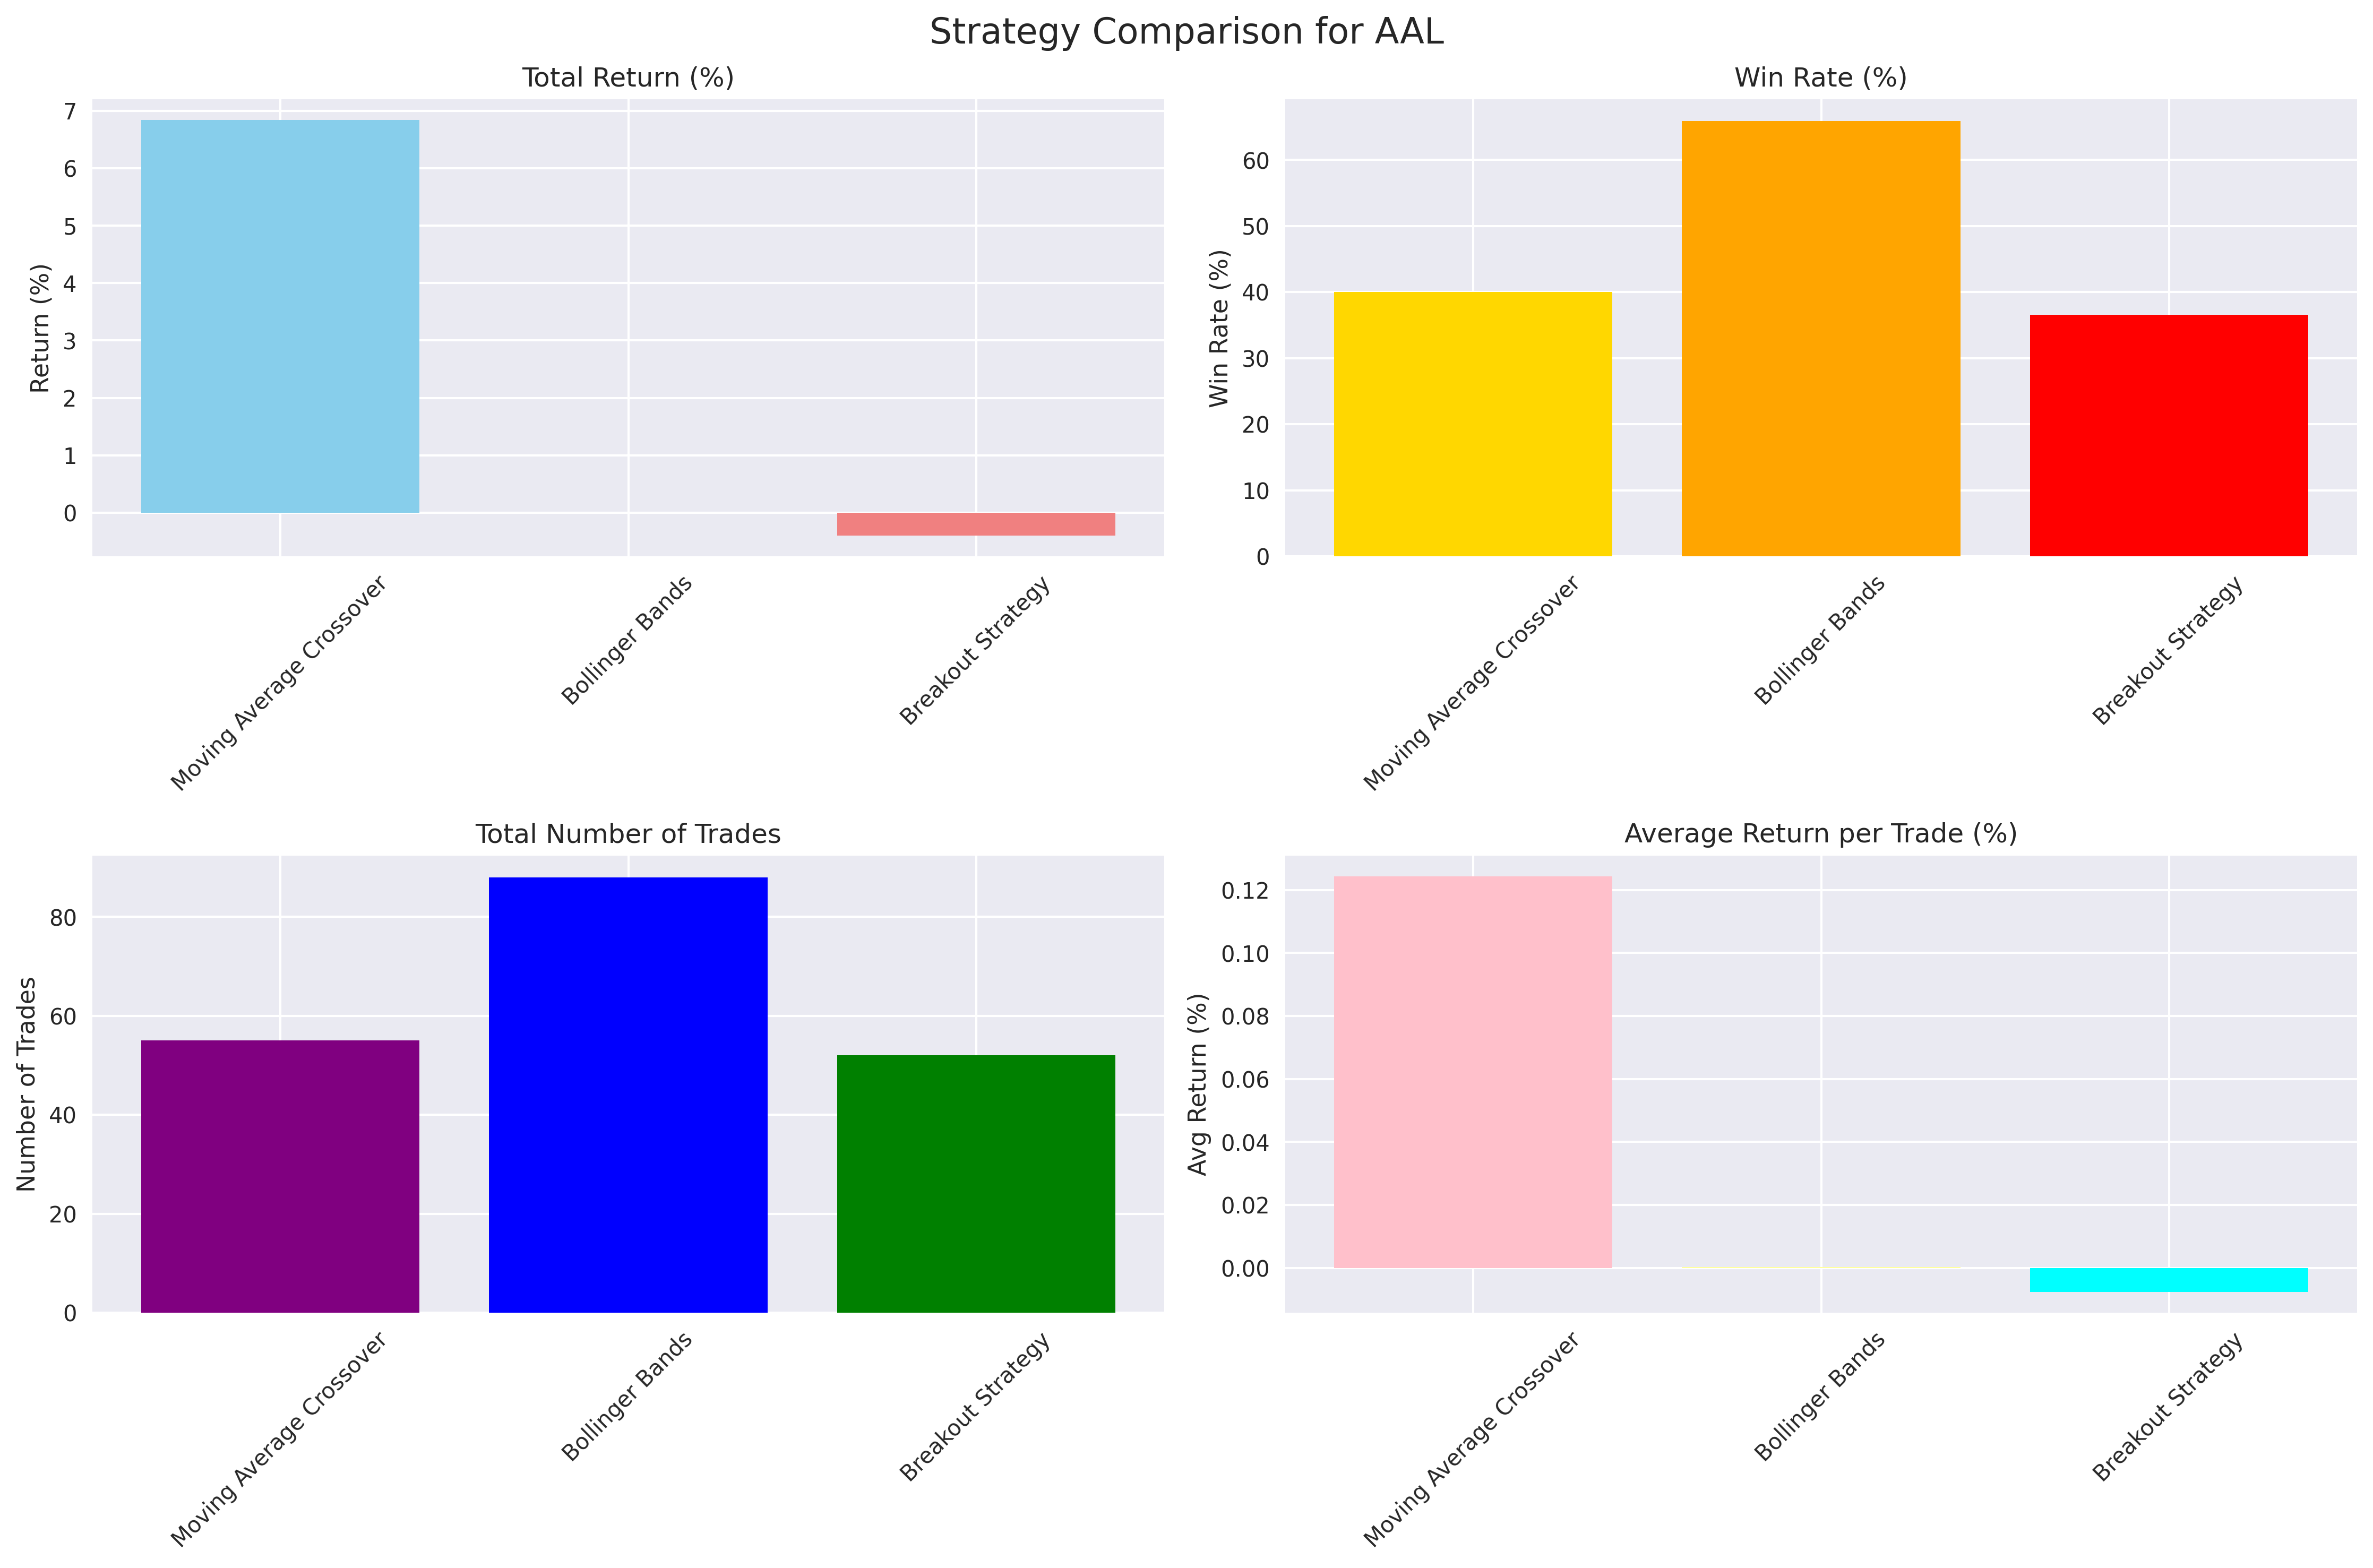 Strategy Comparison for AAL
Total Return (%)
Return (%)
7
6
5
4
3
2
1
0
Moving Average Crossover
Bollinger Bands
Breakout Strategy
Win Rate (%)
Win Rate (%)
60
50
40
30
20
10
0
Moving Average Crossover
Bollinger Bands
Breakout Strategy
Total Number of Trades
Number of Trades
80
60
40
20
0
Moving Average Crossover
Bollinger Bands
Breakout Strategy
Average Return per Trade (%)
Avg Return (%)
0.12
0.10
0.08
0.06
0.04
0.02
0.00
Moving Average Crossover
Bollinger Bands
Breakout Strategy